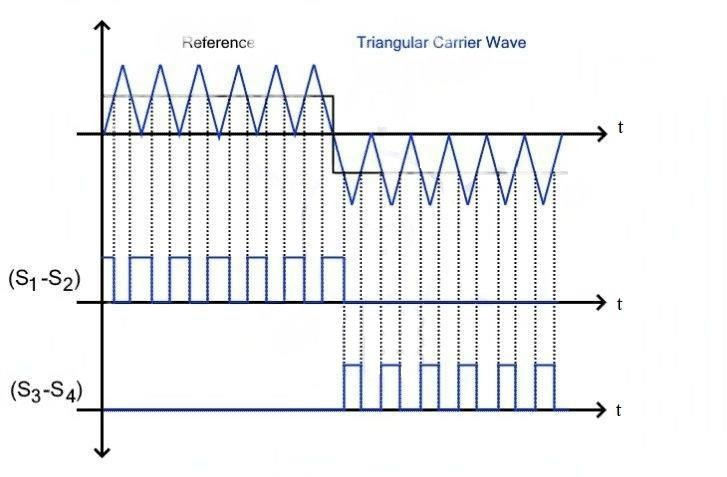 Reference
Triangular Carrier Wave
t
(S1-S2)
t
(S3-S4)
t